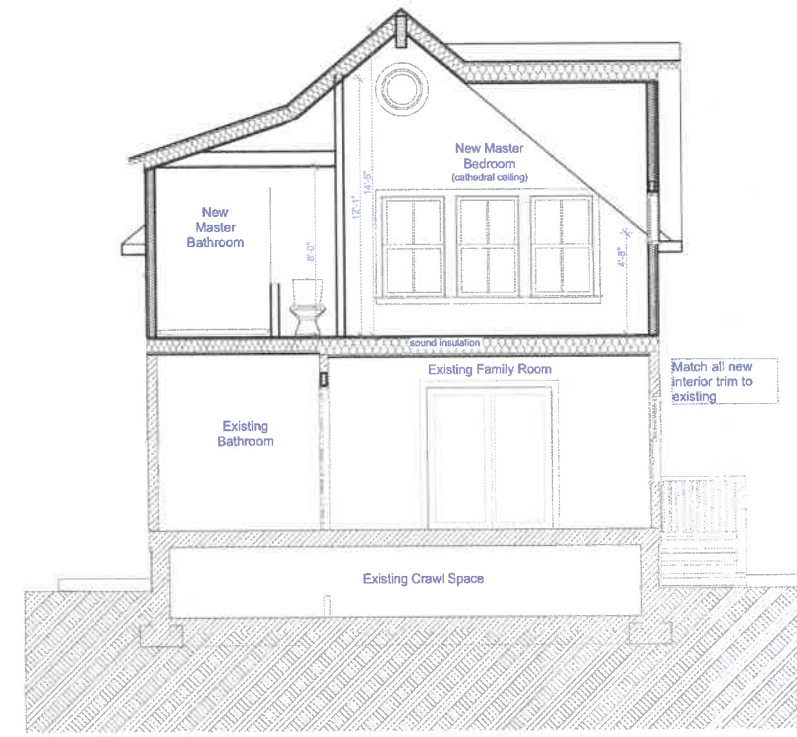 New Master
Bedroom
(cathedral ceiling)
New
Master
Bathroom
12'-1"
14'-5"
8'-0"
4'-8"
sound insulation
Existing Family Room
Match all new
interior trim to
existing
Existing
Bathroom
Existing Crawl Space